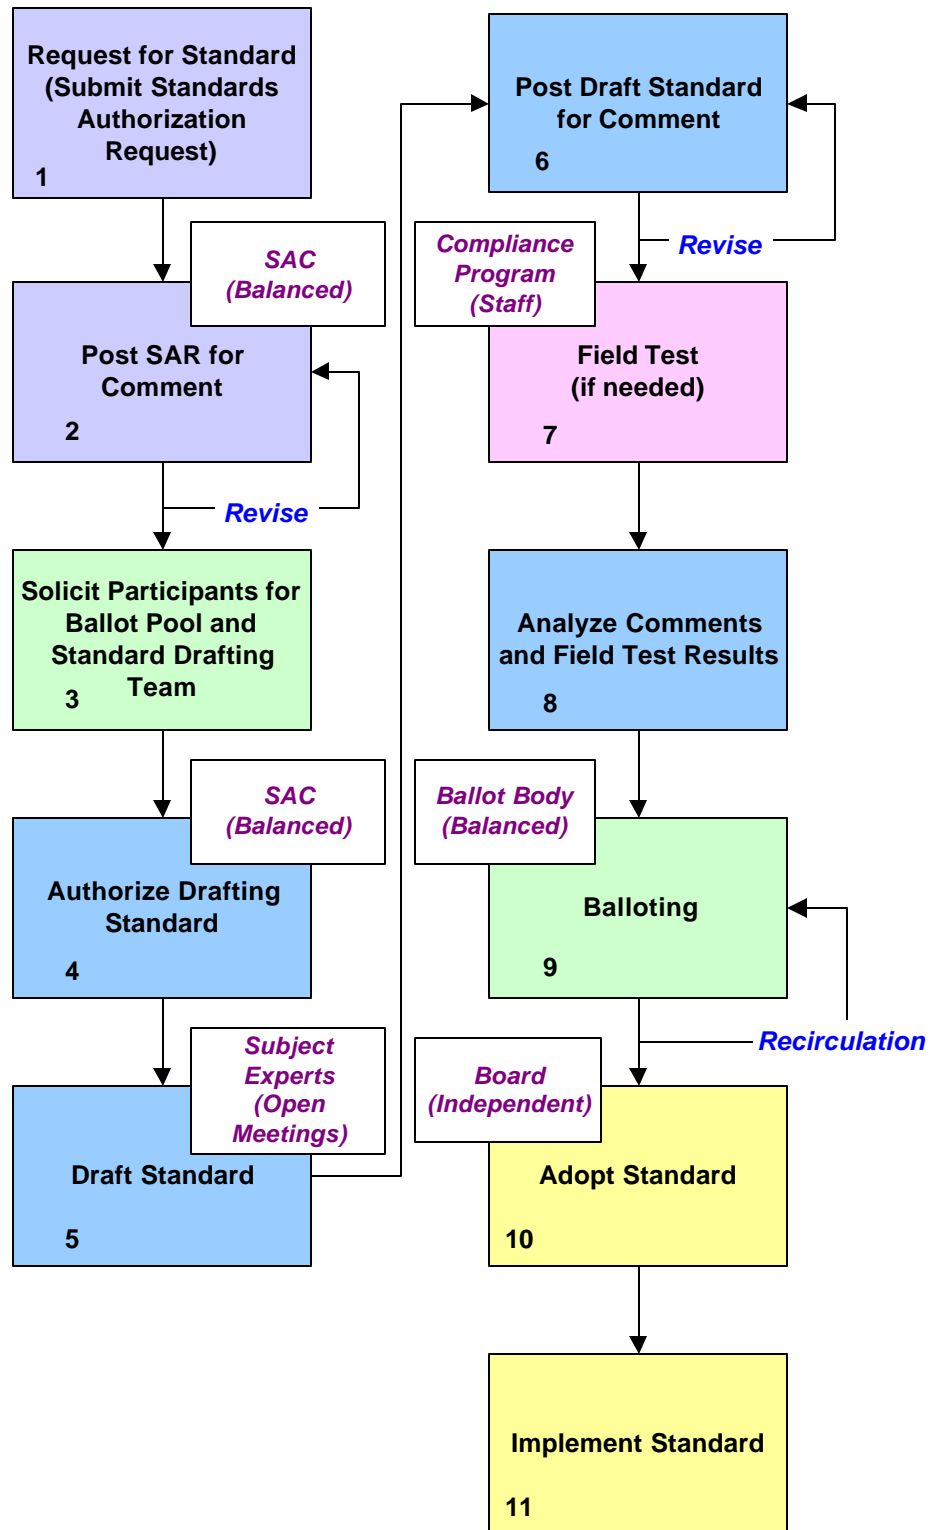 Request for Standard
(Submit Standards
Authorization
Request)
1
SAC
(Balanced)
Post SAR for
Comment
2
Revise
Solicit Participants for
Ballot Pool and
Standard Drafting
Team
3
SAC
(Balanced)
Authorize Drafting
Standard
4
Subject
Experts
(Open
Meetings)
Draft Standard
5
Post Draft Standard
for Comment
6
Revise
Compliance
Program
(Staff)
Field Test
(if needed)
7
Analyze Comments
and Field Test Results
8
Ballot Body
(Balanced)
Balloting
9
Recirculation
Board
(Independent)
Adopt Standard
10
Implement Standard
11